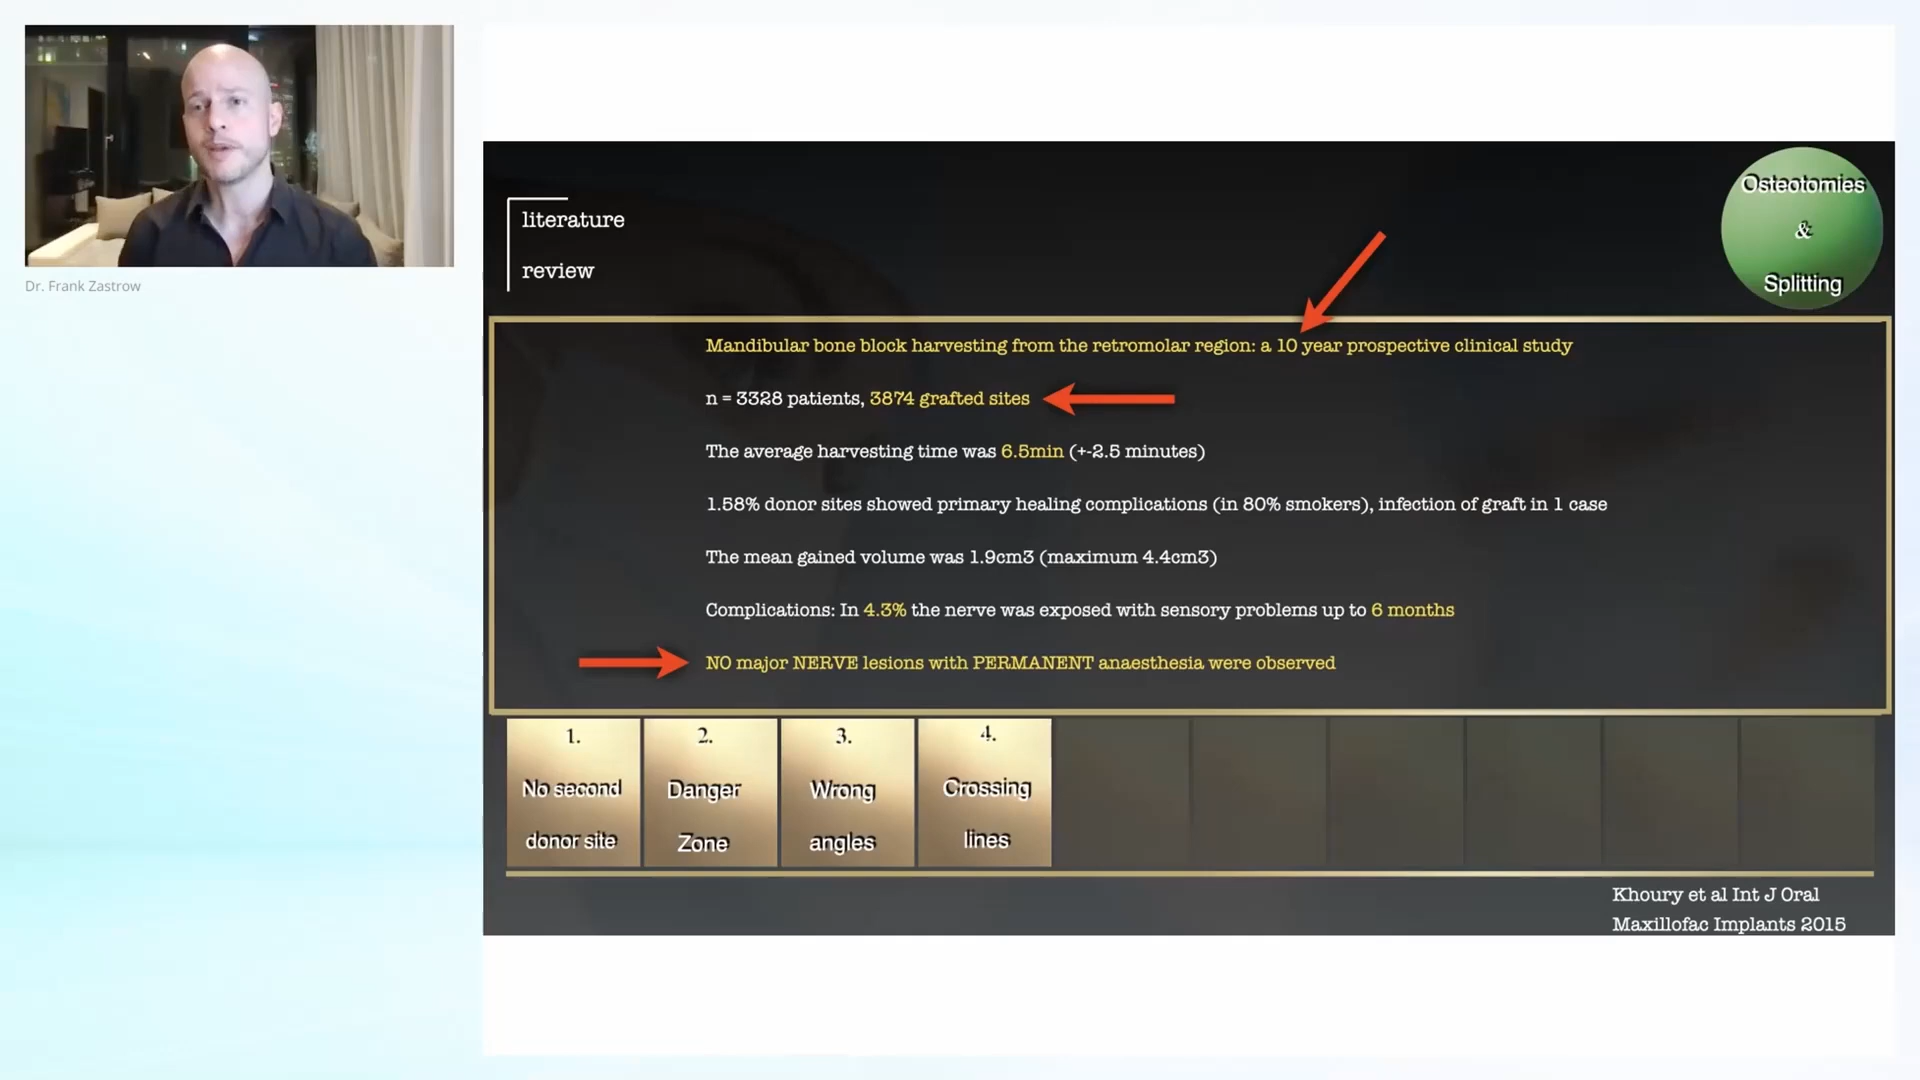 Dr. Frank Zastrow
literature
review
Osteotomies
&
Splitting
Mandibular bone block harvesting from the retromolar region: a 10 year prospective clinical study
n = 3328 patients, 3874 grafted sites
The average harvesting time was 6.5min (+-2.5 minutes)
1.58% donor sites showed primary healing complications (in 80% smokers), infection of graft in 1 case
The mean gained volume was 1.9cm3 (maximum 4.4cm3)
Complications: In 4.3% the nerve was exposed with sensory problems up to 6 months
NO major NERVE lesions with PERMANENT anaesthesia were observed
1.
No second
donor site
2.
Danger
Zone
3.
Wrong
angles
4.
Crossing
lines
Khoury et al Int J Oral
Maxillofac Implants 2015